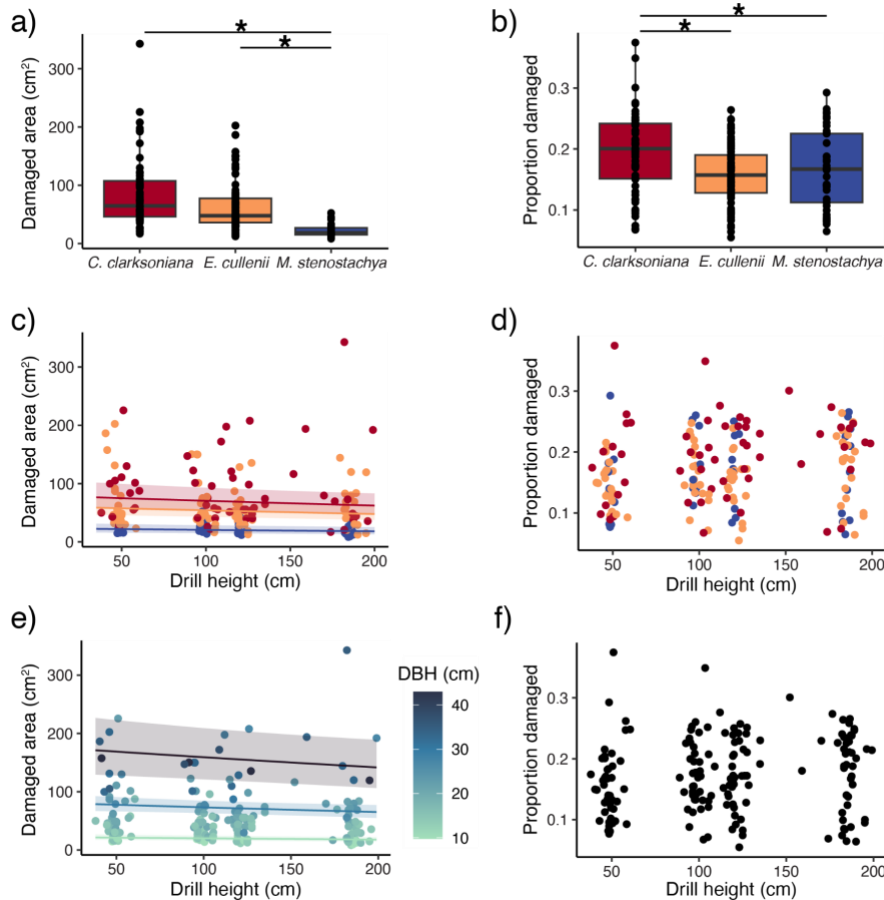 a)
*
*
Damaged area (cm²)
300
200
100
0
C. clarksoniana E. cullenii M. stenostachya
b)
*
*
Proportion damaged
0.3
0.2
0.1
C. clarksoniana E. cullenii M. stenostachya
c)
Damaged area (cm²)
300
200
100
0
50 100 150 200
Drill height (cm)
d)
Proportion damaged
0.3
0.2
0.1
50 100 150 200
Drill height (cm)
e)
Damaged area (cm²)
300
200
100
0
50 100 150 200
Drill height (cm)
DBH (cm)
40
30
20
10
f)
Proportion damaged
0.3
0.2
0.1
50 100 150 200
Drill height (cm)